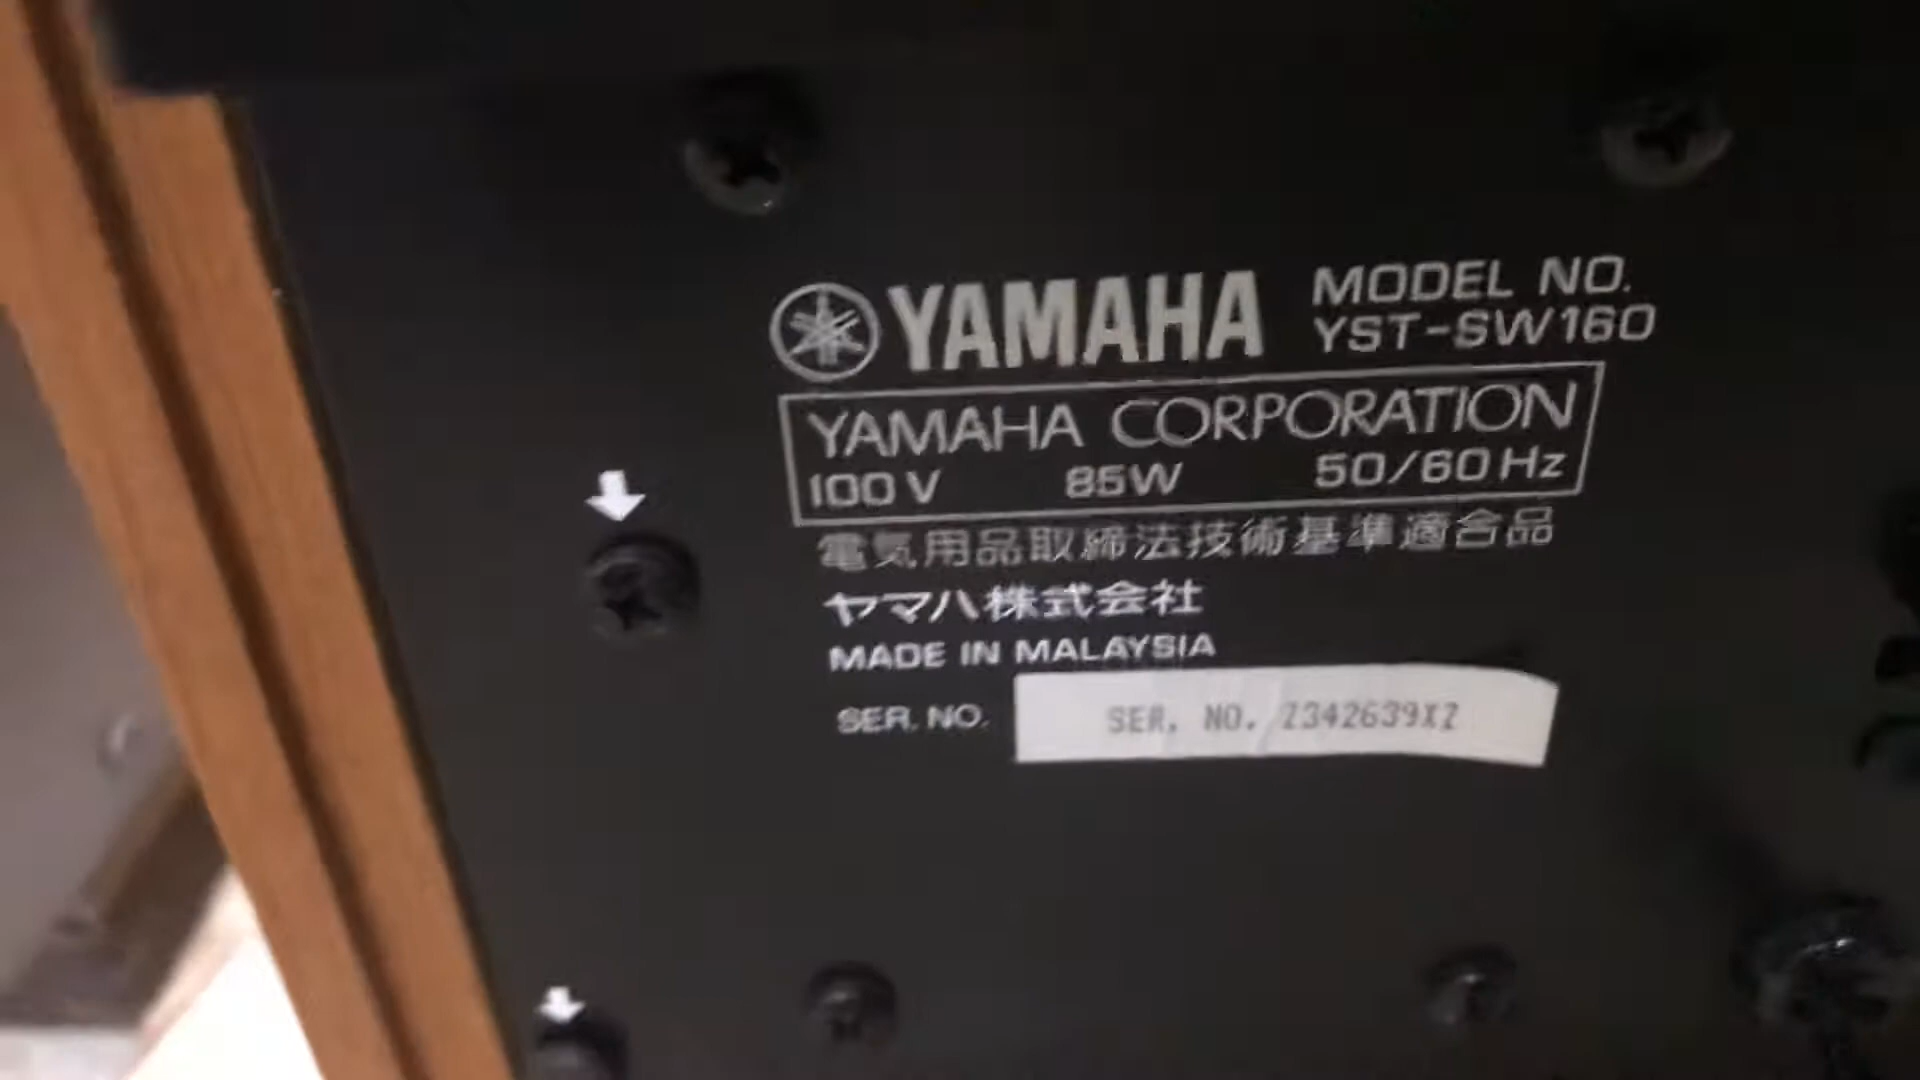 YAMAHA
MODEL NO.
YST-SW160
YAMAHA CORPORATION
100V 85W 50/60Hz
電気用品取締法技術基準適合品
ヤマハ株式会社
MADE IN MALAYSIA
SER. NO.
SER. NO. Z342639XZ